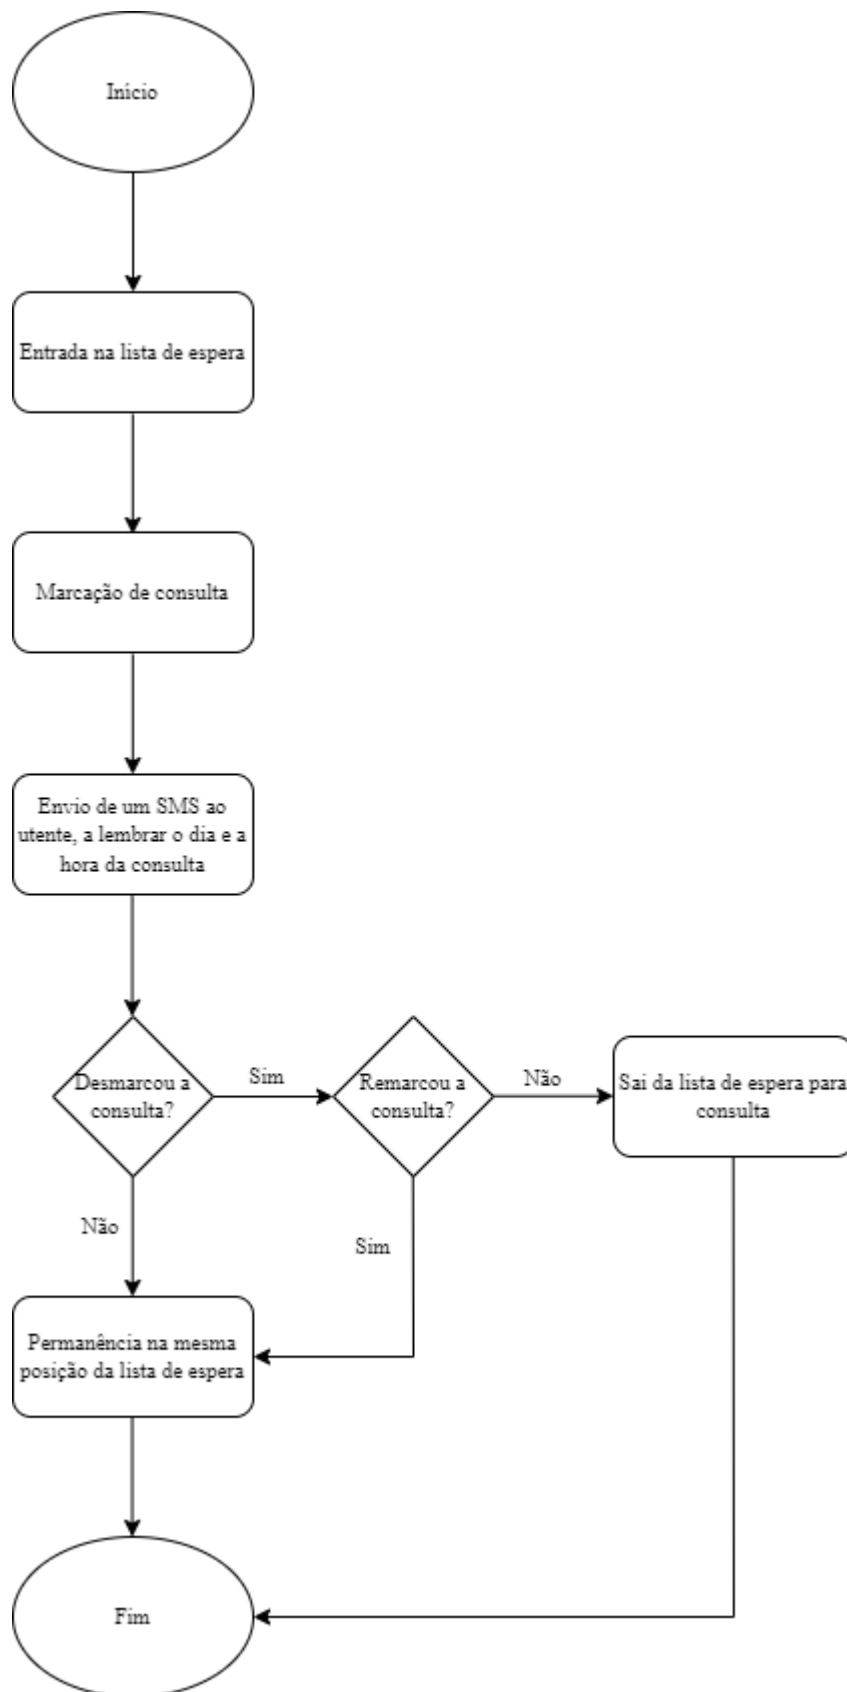 Início
Entrada na lista de espera
Marcação de consulta
Envio de um SMS ao
utente, a lembrar o dia e a
hora da consulta
Desmarcou a
consulta?
Sim
Remarcou a
consulta?
Não
Sai da lista de espera para
consulta
Não
Sim
Permanência na mesma
posição da lista de espera
Fim